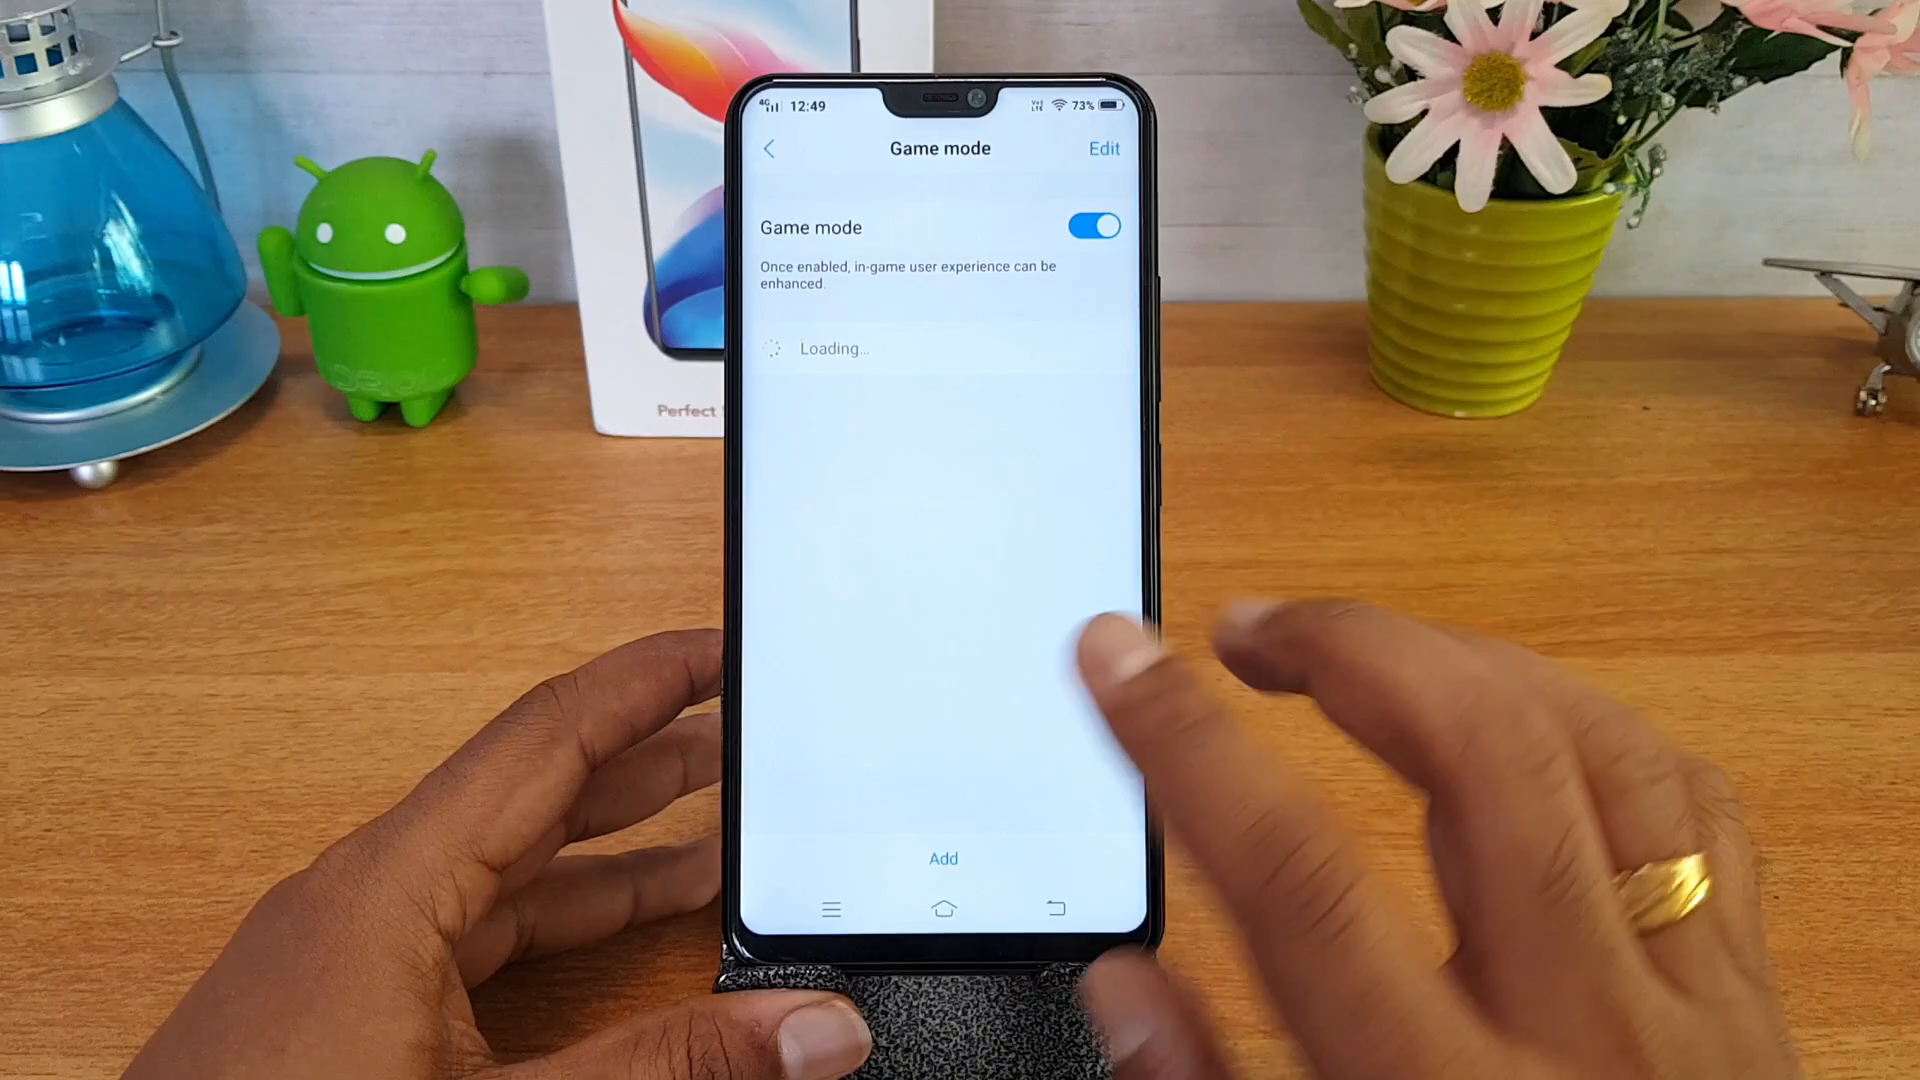 4G 12:49
73%
Game mode
Edit
Game mode
Once enabled, in-game user experience can be
enhanced.
Loading...
Perfect
Add